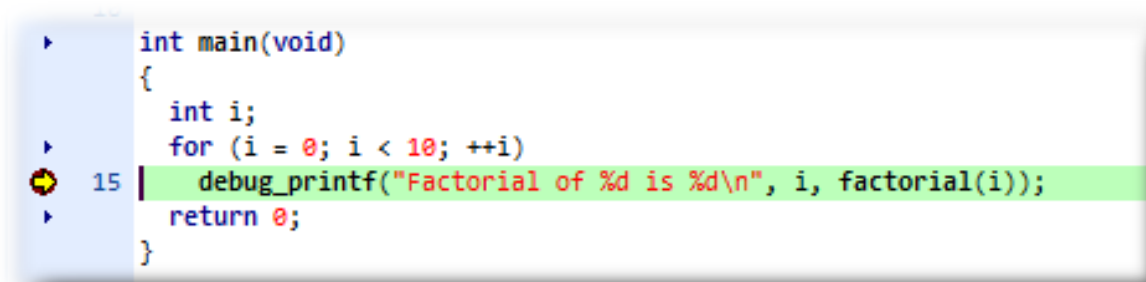 int main(void)
{
int i;
for (i = 0; i < 10; ++i)
15 debug_printf("Factorial of %d is %d\n", i, factorial(i));
return 0;
}